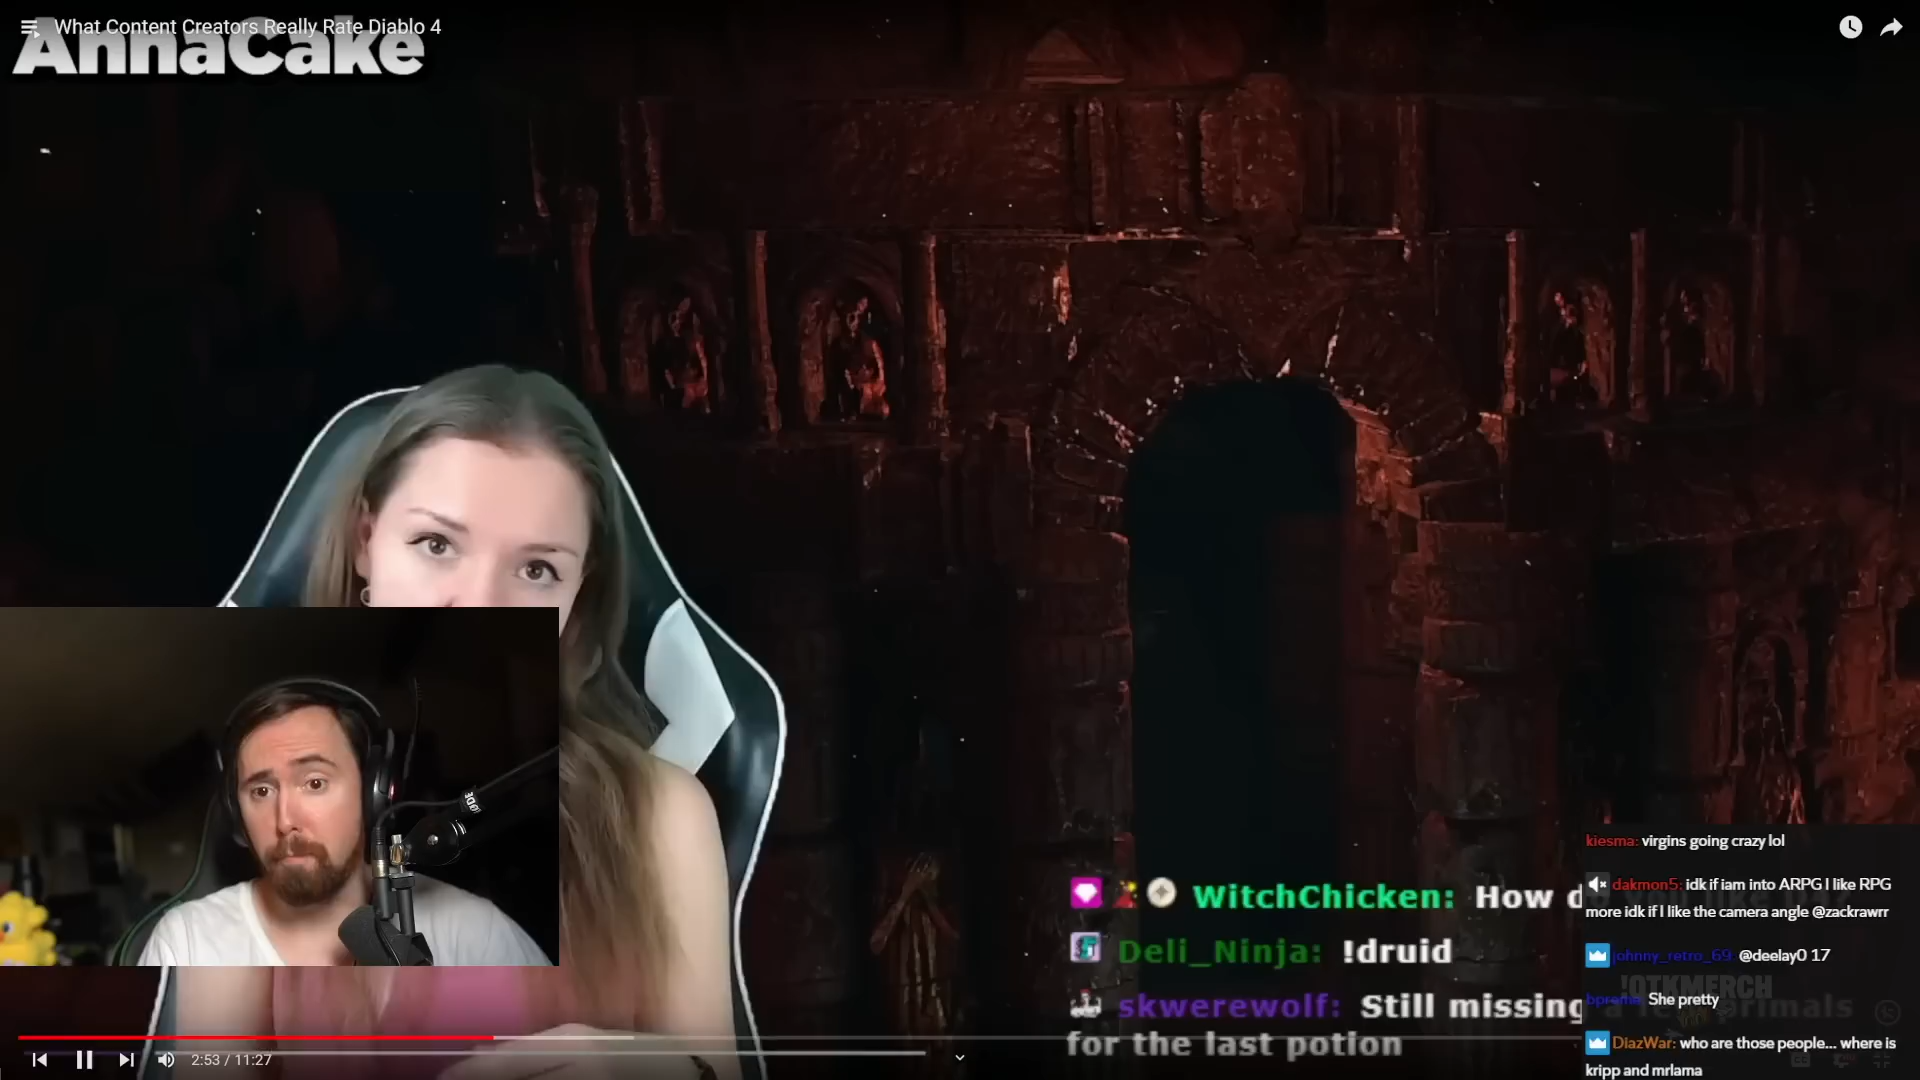 What Content Creators Really Rate Diablo 4
AnnaCake
kiesma: virgins going crazy lol
dakmon5: idk if iam into ARPG I like RPG
more idk if I like the camera angle @zackrawrr
WitchChicken: How d
Deli_Ninja: !druid
johnny_retro_69: @deelay0 17
!OTKMERCH
She pretty
skwerewolf: Still missing
for the last potion
DiazWar: who are those people... where is
kripp and mrlama
2:53 / 11:27